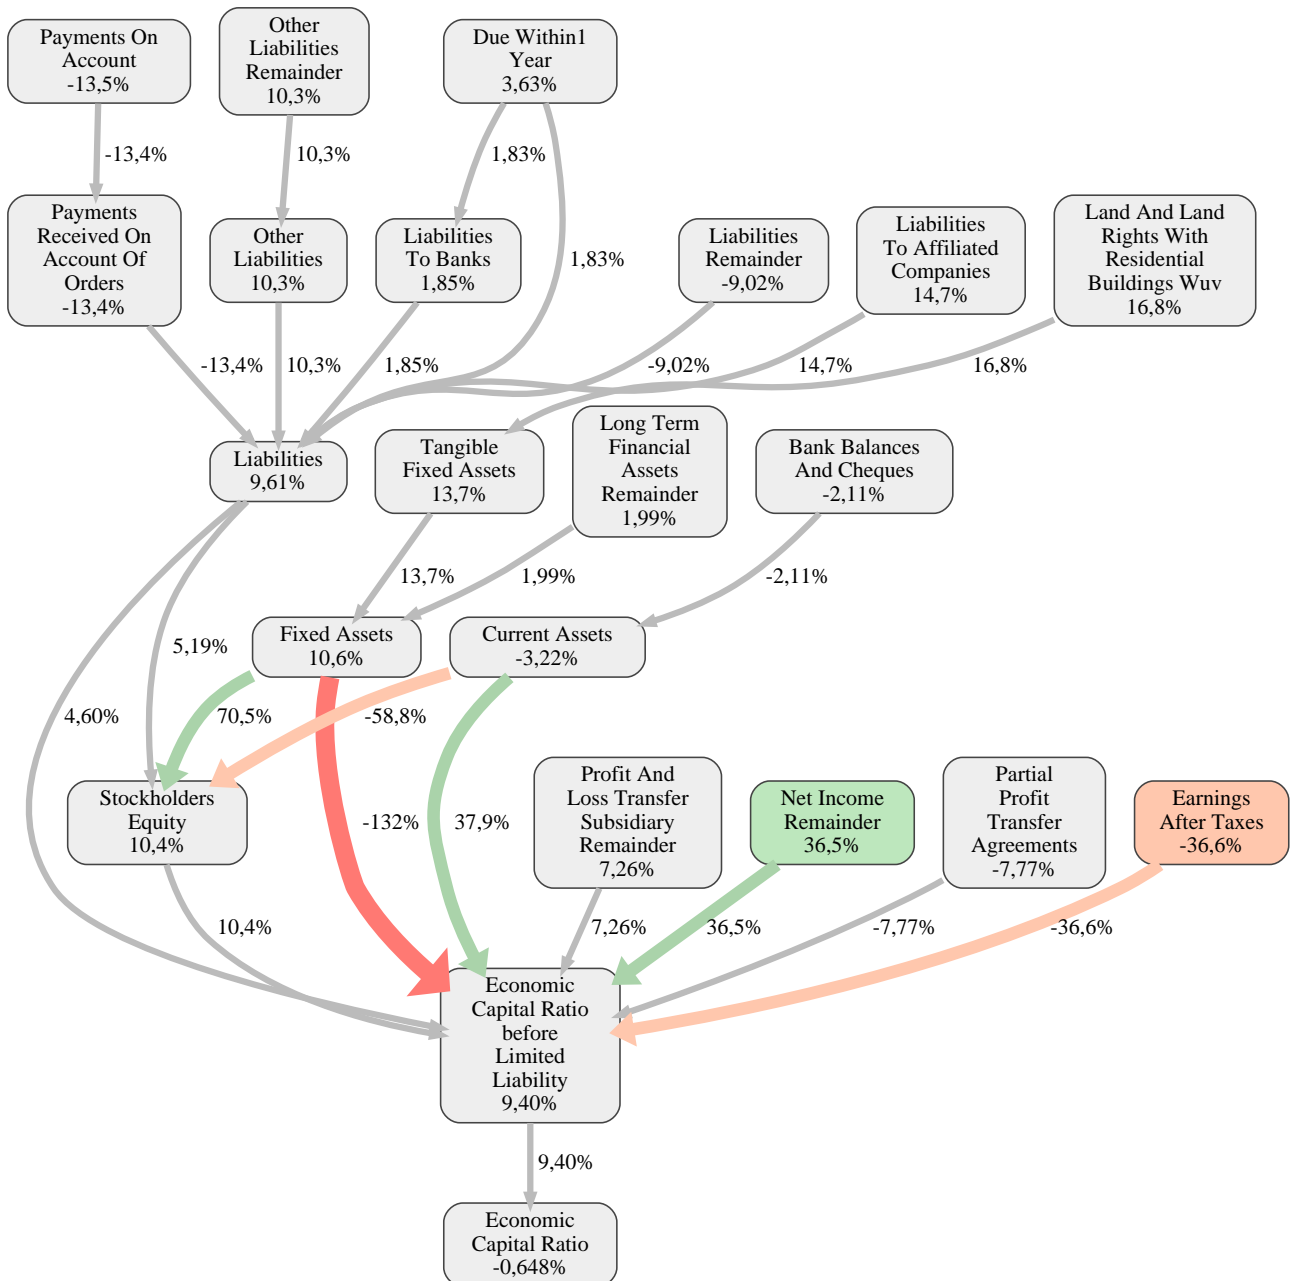 Payments On
Account
-13,5%
Other
Liabilities
Remainder
10,3%
Due Within1
Year
3,63%
-13,4%
10,3%
1,83%
Payments
Received On
Account Of
Orders
-13,4%
Other
Liabilities
10,3%
Liabilities
To Banks
1,85%
1,83%
Liabilities
Remainder
-9,02%
Liabilities
To Affiliated
Companies
14,7%
Land And Land
Rights With
Residential
Buildings Wuv
16,8%
-13,4%
10,3%
1,85%
-9,02%
14,7%
16,8%
Liabilities
9,61%
Tangible
Fixed Assets
13,7%
Long Term
Financial
Assets
Remainder
1,99%
Bank Balances
And Cheques
-2,11%
13,7%
1,99%
-2,11%
5,19%
Fixed Assets
10,6%
Current Assets
-3,22%
4,60%
70,5%
-58,8%
Stockholders
Equity
10,4%
-132%
37,9%
Profit And
Loss Transfer
Subsidiary
Remainder
7,26%
Net Income
Remainder
36,5%
Partial
Profit
Transfer
Agreements
-7,77%
Earnings
After Taxes
-36,6%
10,4%
7,26%
36,5%
-7,77%
-36,6%
Economic
Capital Ratio
before
Limited
Liability
9,40%
9,40%
Economic
Capital Ratio
-0,648%